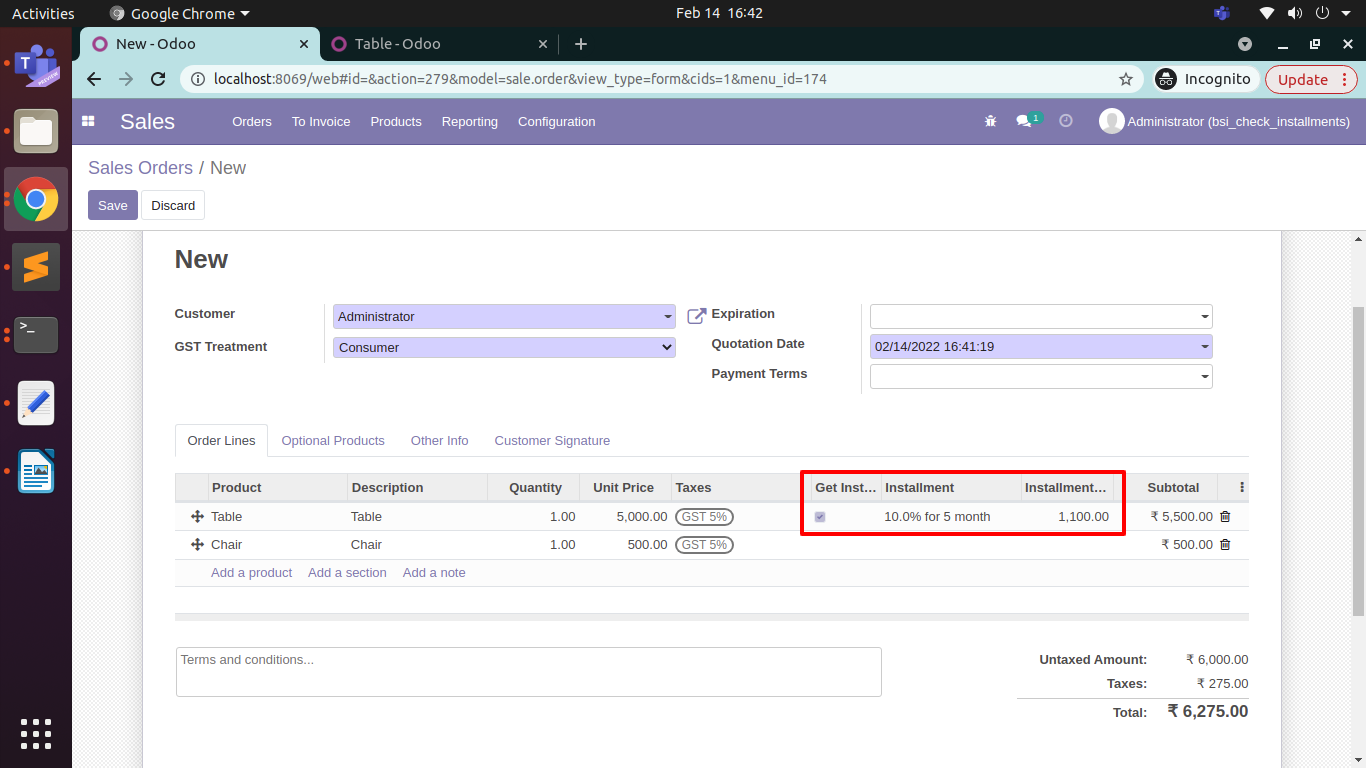 Activities Google Chrome Feb 14 16:42
New - Odoo Table - Odoo
localhost:8069/web#id=&action=279&model=sale.order&view_type=form&cids=1&menu_id=174 Incognito Update
Sales Orders To Invoice Products Reporting Configuration 1 Administrator (bsi_check_installments)
Sales Orders / New
Save Discard
New
Customer Administrator Expiration
GST Treatment Consumer Quotation Date 02/14/2022 16:41:19
Payment Terms
Order Lines Optional Products Other Info Customer Signature
Product Description Quantity Unit Price Taxes Get Inst... Installment Installment... Subtotal
Table Table 1.00 5,000.00 GST 5% 10.0% for 5 month 1,100.00 ₹ 5,500.00
Chair Chair 1.00 500.00 GST 5% ₹ 500.00
Add a product Add a section Add a note
Terms and conditions...
Untaxed Amount: ₹ 6,000.00
Taxes: ₹ 275.00
Total: ₹ 6,275.00